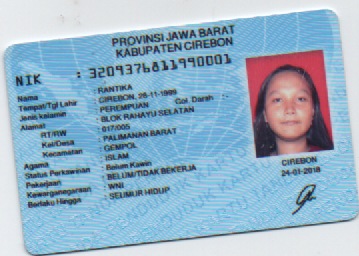 PROVINSI JAWA BARAT
KABUPATEN CIREBON
NIK : 3209376811990001
Nama : RANTIKA
Tempat/Tgl Lahir : CIREBON, 28-11-1999
Jenis kelamin : PEREMPUAN Gol. Darah :-
Alamat : BLOK RAHAYU SELATAN
RT/RW : 017/005
Kel/Desa : PALIMANAN BARAT
Kecamatan : GEMPOL
Agama : ISLAM
Status Perkawinan : Belum Kawin
Pekerjaan : BELUM/TIDAK BEKERJA
Kewarganegaraan : WNI
Berlaku Hingga : SEUMUR HIDUP
CIREBON
24-01-2018